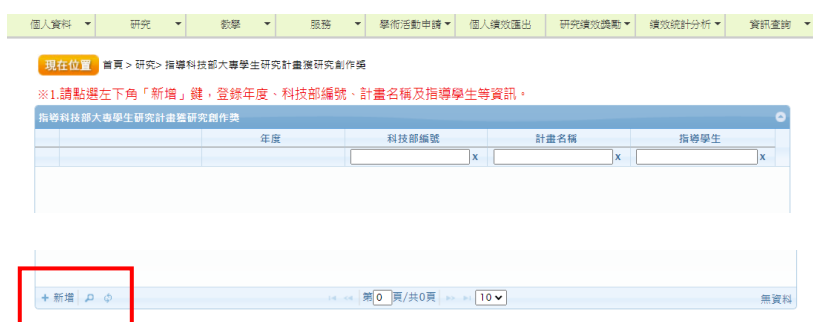 個人資料 研究 教學 服務 學術活動申請 個人績效匯出 研究績效獎勵 績效統計分析 資訊查詢
現在位置 首頁 > 研究> 指導科技部大專學生研究計畫獲研究創作獎
※1.請點選左下角「新增」鍵，登錄年度、科技部編號、計畫名稱及指導學生等資訊。
指導科技部大專學生研究計畫獲研究創作獎
年度 科技部編號 計畫名稱 指導學生
x x x
+ 新增 第 0 頁/共0頁 10 無資料